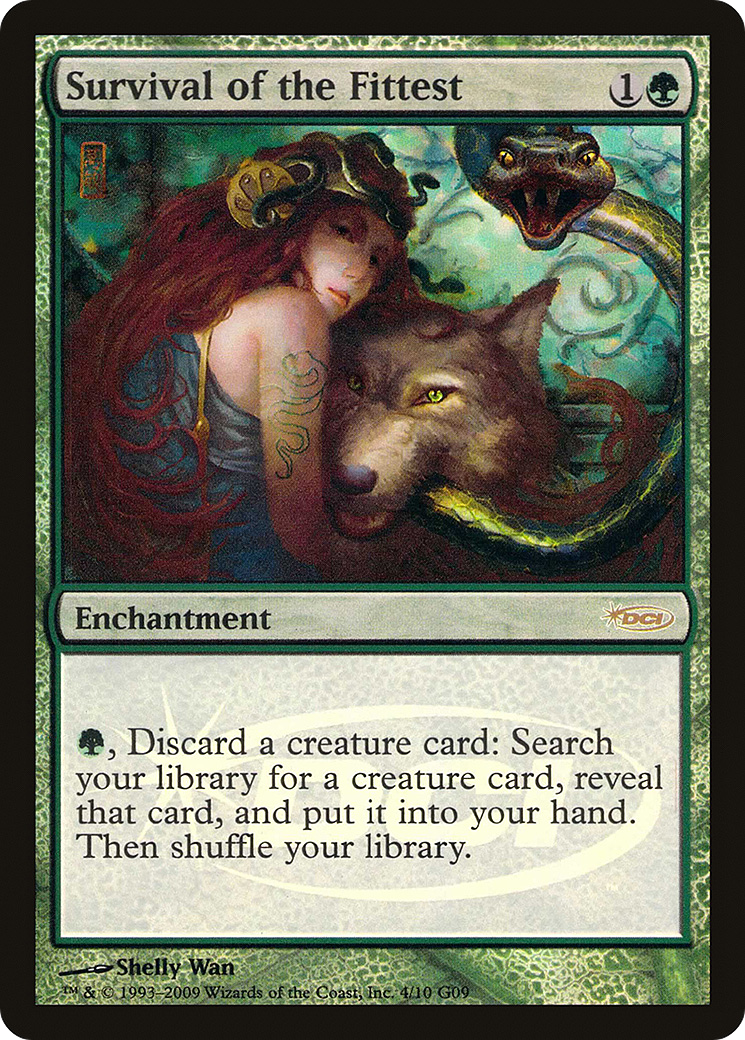 Survival of the Fittest 1
Enchantment DCI
, Discard a creature card: Search
your library for a creature card, reveal
that card, and put it into your hand.
Then shuffle your library.
DCI
Shelly Wan
™ & © 1993–2009 Wizards of the Coast, Inc. 4/10 G09